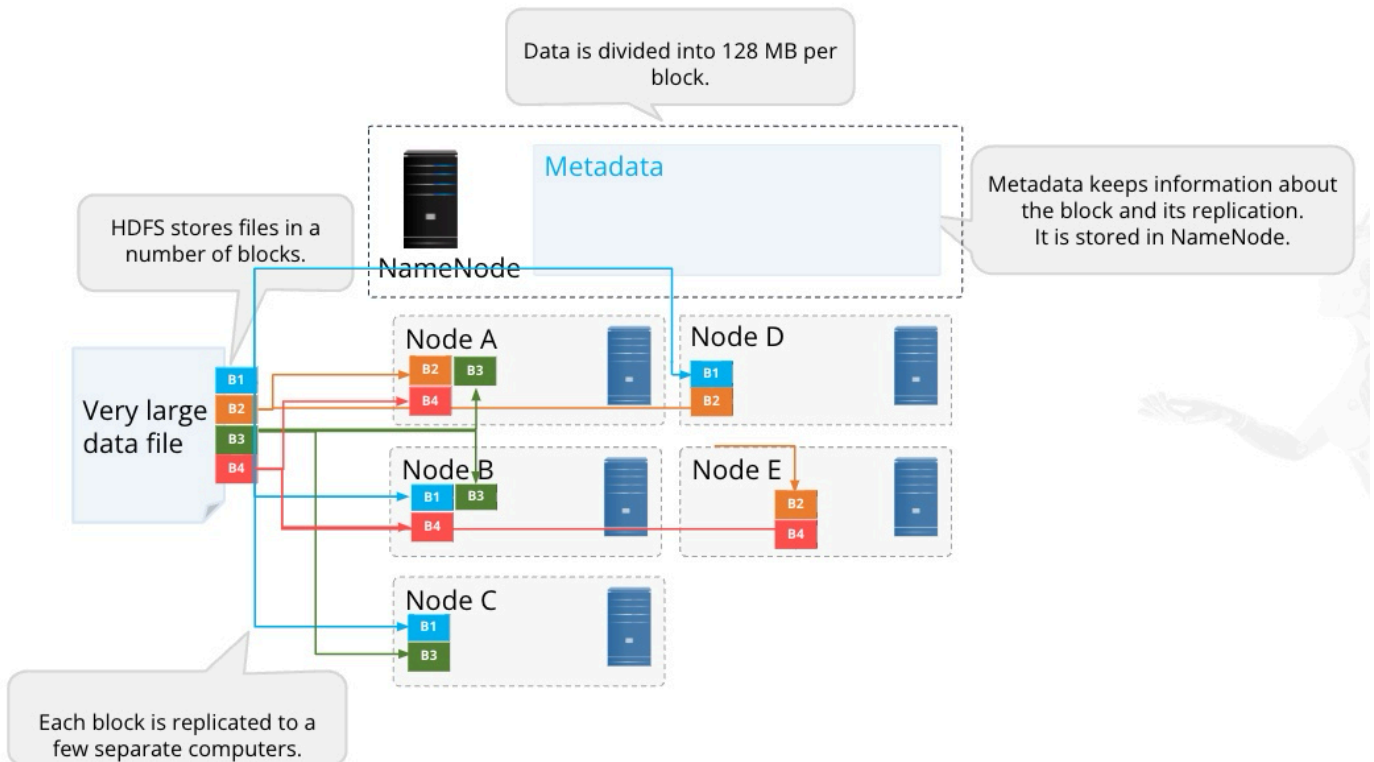 Data is divided into 128 MB per
block.
Metadata
NameNode
Metadata keeps information about
the block and its replication.
It is stored in NameNode.
HDFS stores files in a
number of blocks.
Very large
data file
B1
B2
B3
B4
Node A
B2 B3
B4
Node D
B1
B2
Node B
B1 B3
B4
Node E
B2
B4
Node C
B1
B3
Each block is replicated to a
few separate computers.